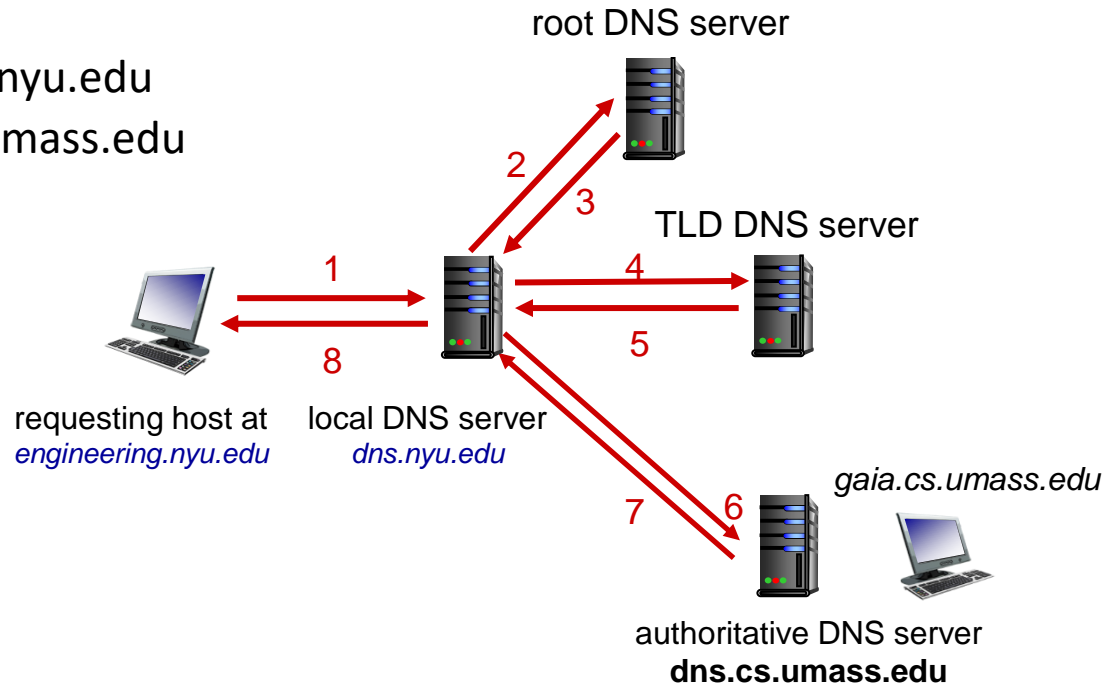 root DNS server
nyu.edu
umass.edu
2
3
TLD DNS server
1
4
8
5
requesting host at
engineering.nyu.edu
local DNS server
dns.nyu.edu
gaia.cs.umass.edu
7
6
authoritative DNS server
dns.cs.umass.edu